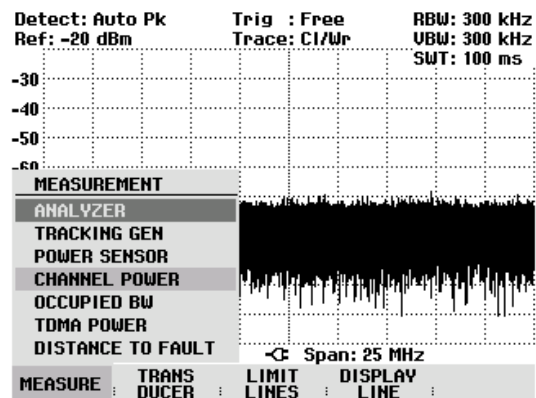 Detect: Auto Pk Trig : Free RBW: 300 kHz
Ref: -20 dBm Trace: Cl/Wr VBW: 300 kHz
SWT: 100 ms
-30
-40
-50
-60
MEASUREMENT
ANALYZER
TRACKING GEN
POWER SENSOR
CHANNEL POWER
OCCUPIED BW
TDMA POWER
DISTANCE TO FAULT
Span: 25 MHz
MEASURE TRANS DUCER LIMIT LINES DISPLAY LINE